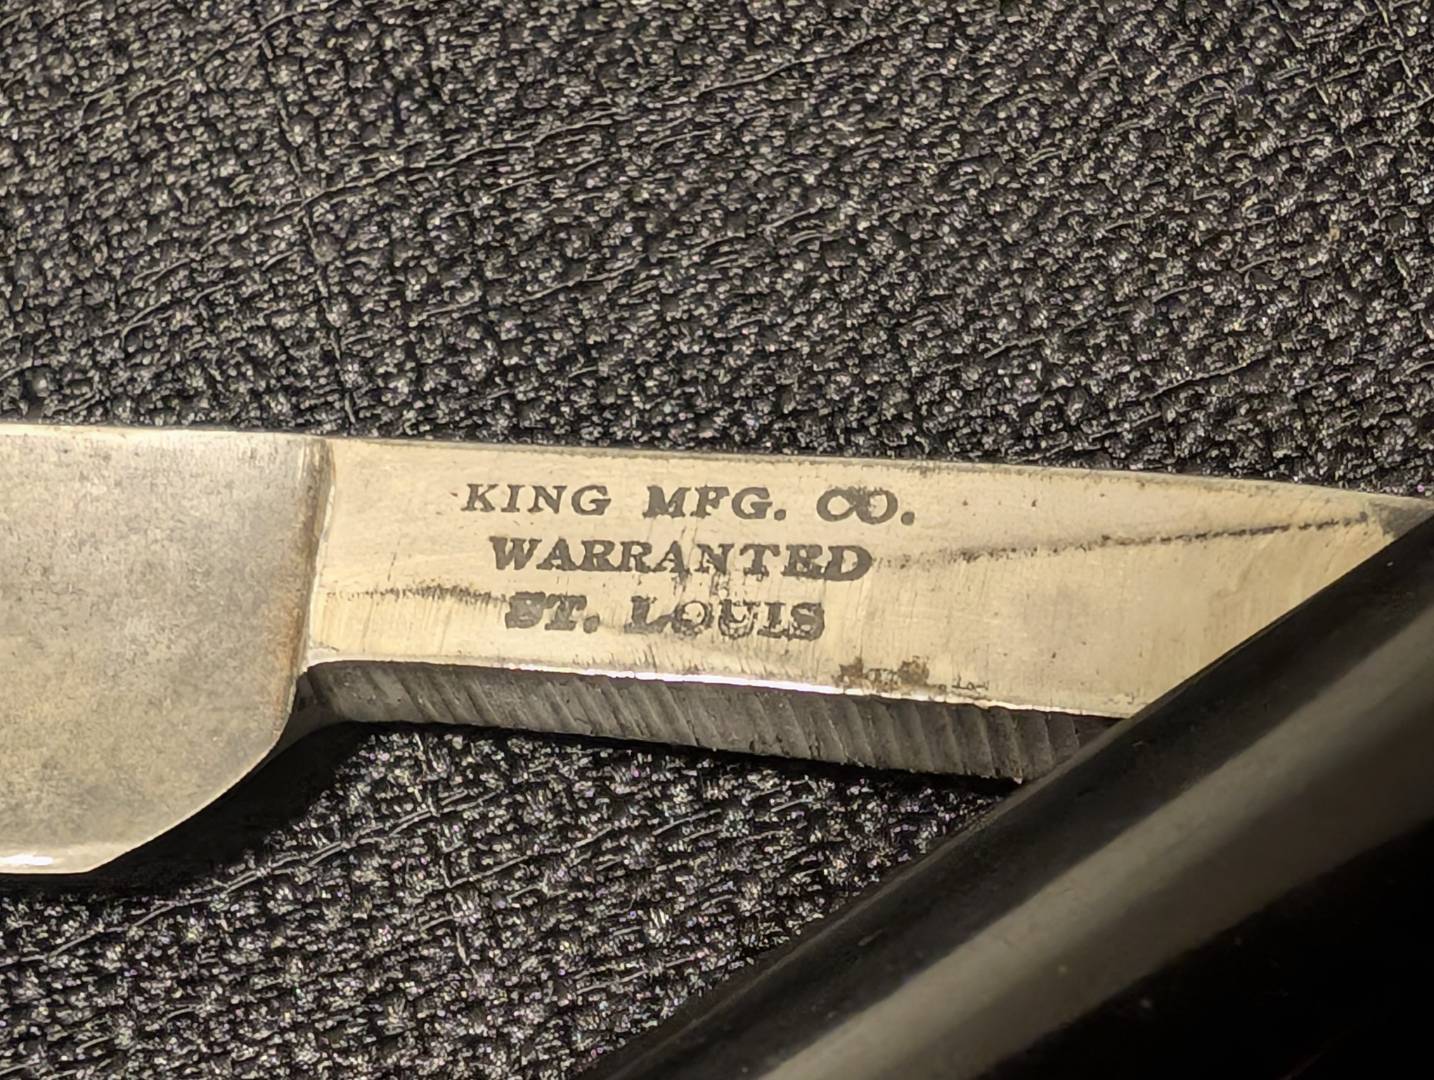 KING MFG. CO.
WARRANTED
ST. LOUIS